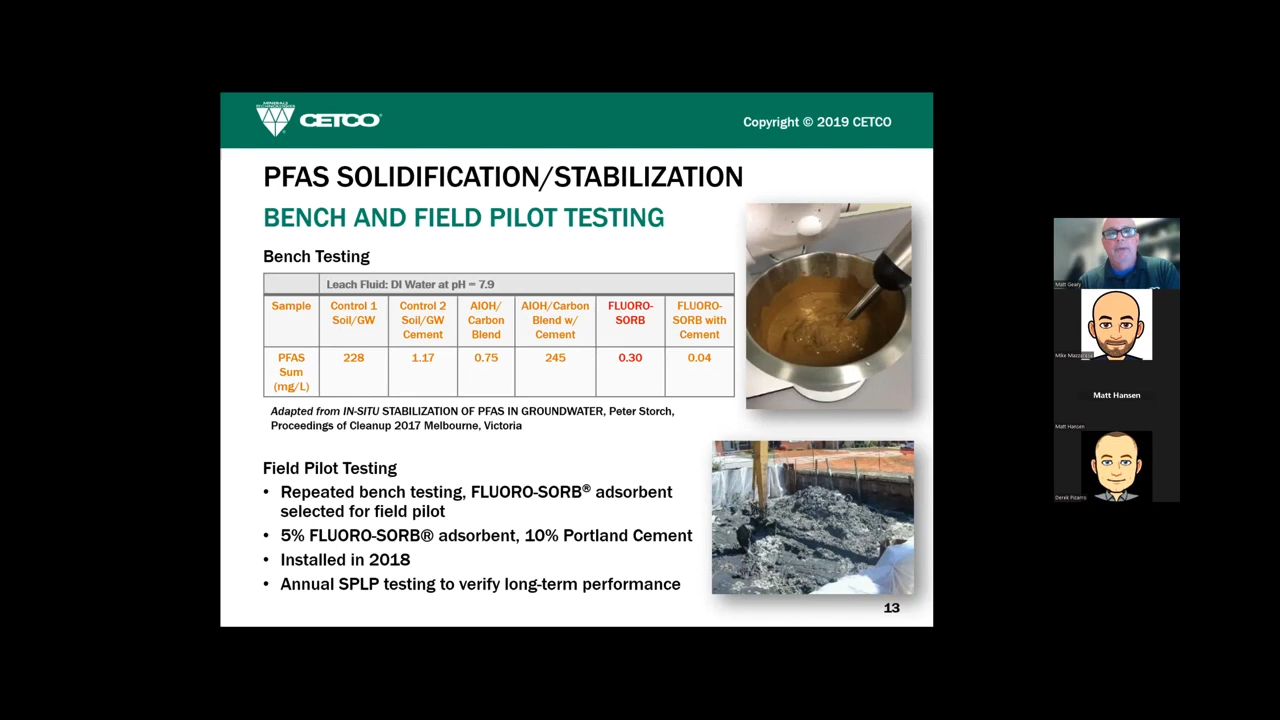 MINERALS
TECHNOLOGIES
CETCO®
Copyright © 2019 CETCO
PFAS SOLIDIFICATION/STABILIZATION
BENCH AND FIELD PILOT TESTING
Bench Testing
Leach Fluid: DI Water at pH = 7.9
Sample
Control 1
Soil/GW
Control 2
Soil/GW
Cement
AlOH/
Carbon
Blend
AlOH/Carbon
Blend w/
Cement
FLUORO-
SORB
FLUORO-
SORB with
Cement
PFAS
Sum
(mg/L)
228
1.17
0.75
245
0.30
0.04
Adapted from IN-SITU STABILIZATION OF PFAS IN GROUNDWATER, Peter Storch,
Proceedings of Cleanup 2017 Melbourne, Victoria
Field Pilot Testing
• Repeated bench testing, FLUORO-SORB® adsorbent
selected for field pilot
• 5% FLUORO-SORB® adsorbent, 10% Portland Cement
• Installed in 2018
• Annual SPLP testing to verify long-term performance
13
Matt Geary
Mike Mazzarese
Matt Hansen
Matt Hansen
Derek Pizarro